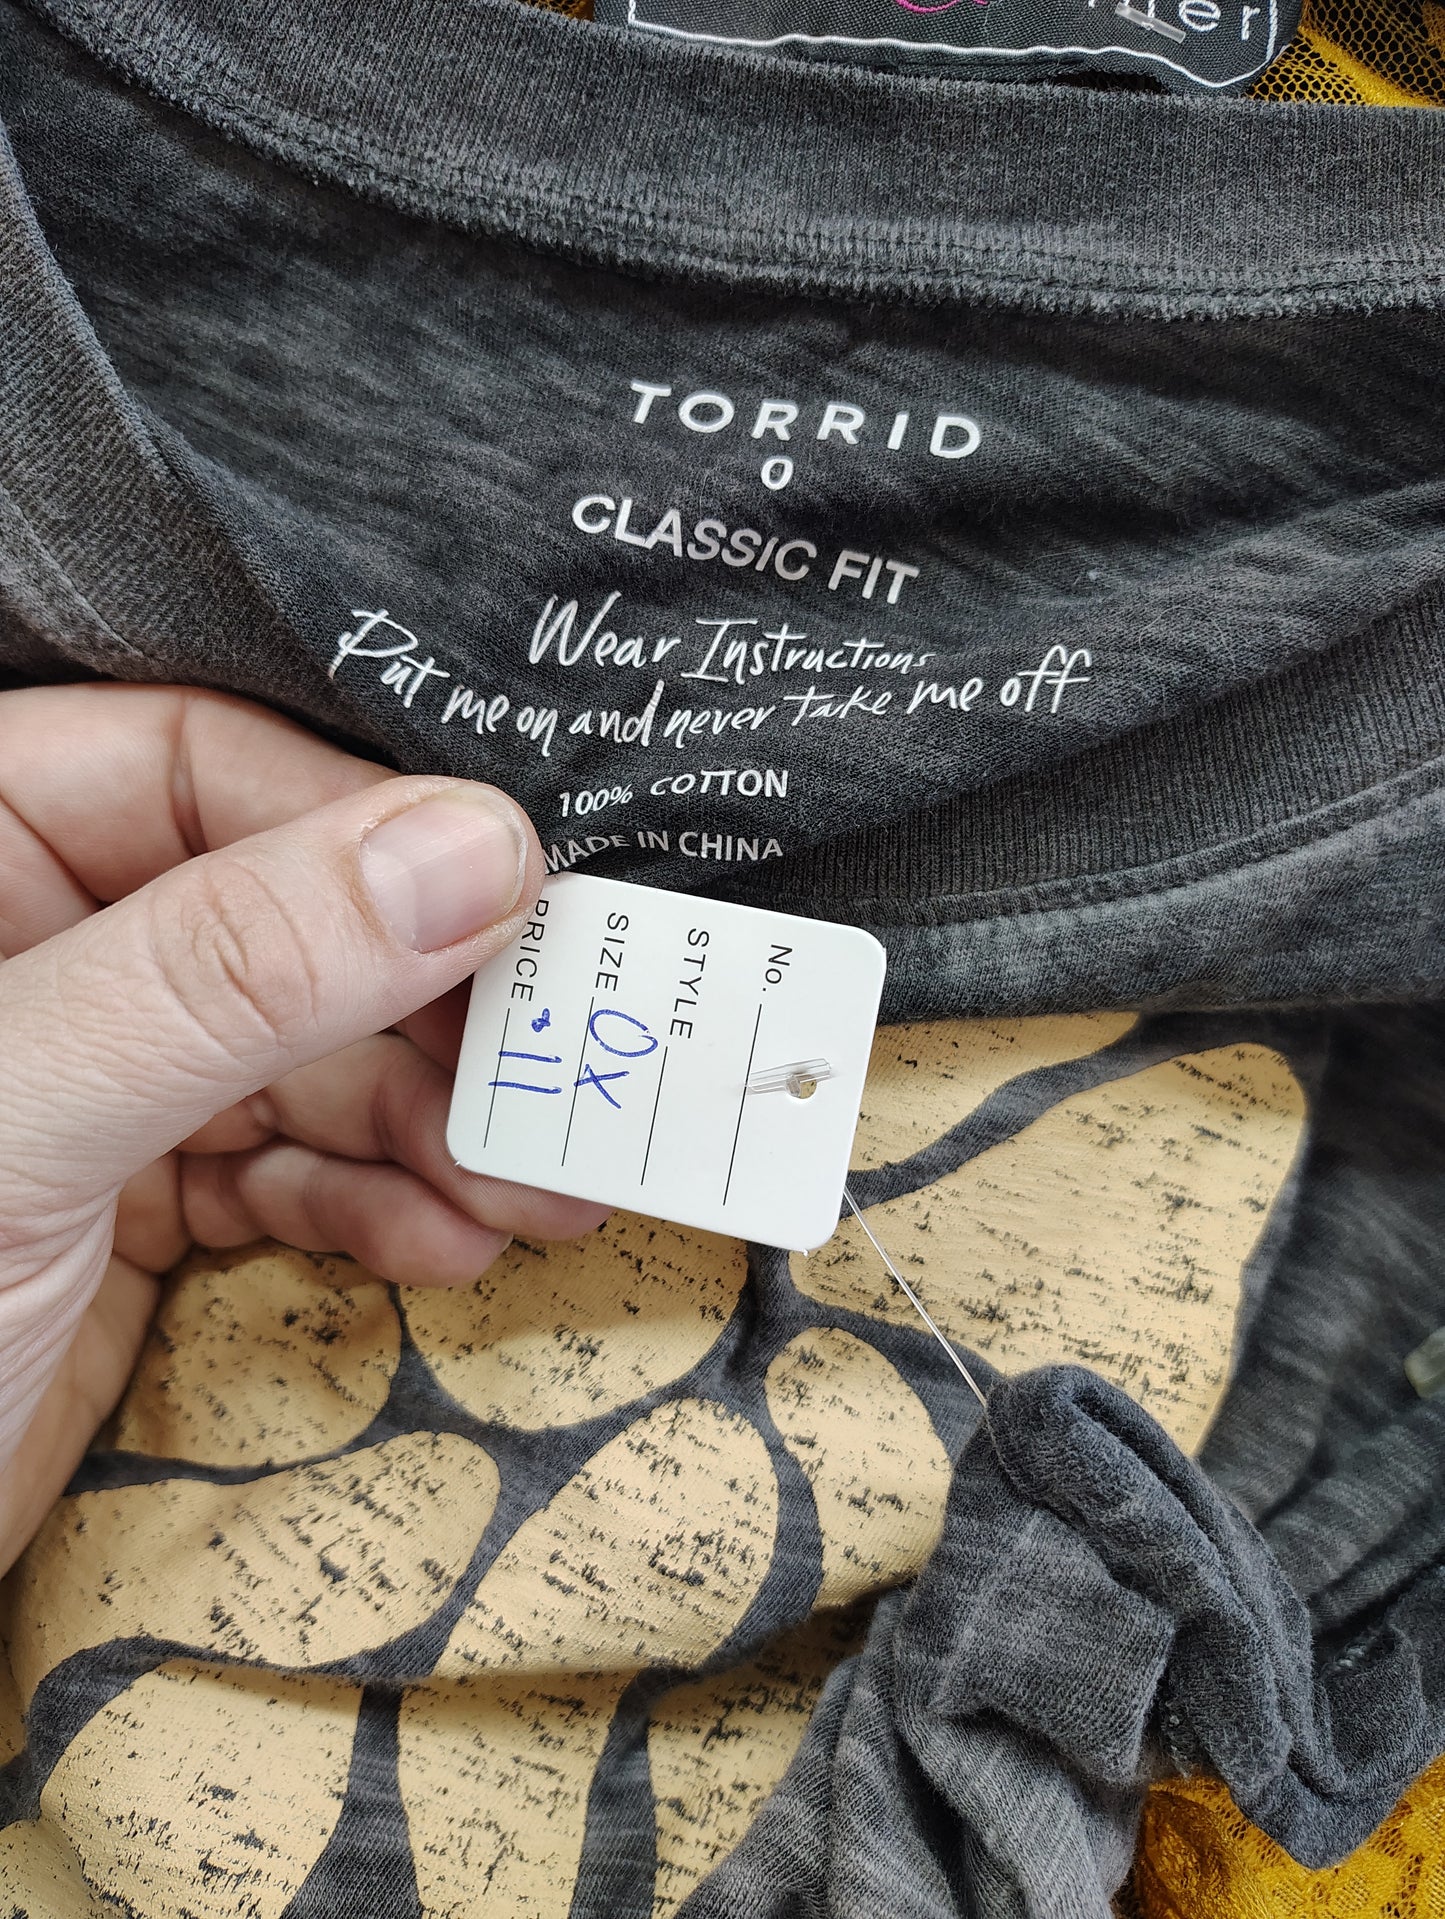 TORRID
0
CLASSIC FIT
Wear Instructions
Put me on and never take me off
100% COTTON
MADE IN CHINA
No.
STYLE
SIZE 0x
PRICE 11